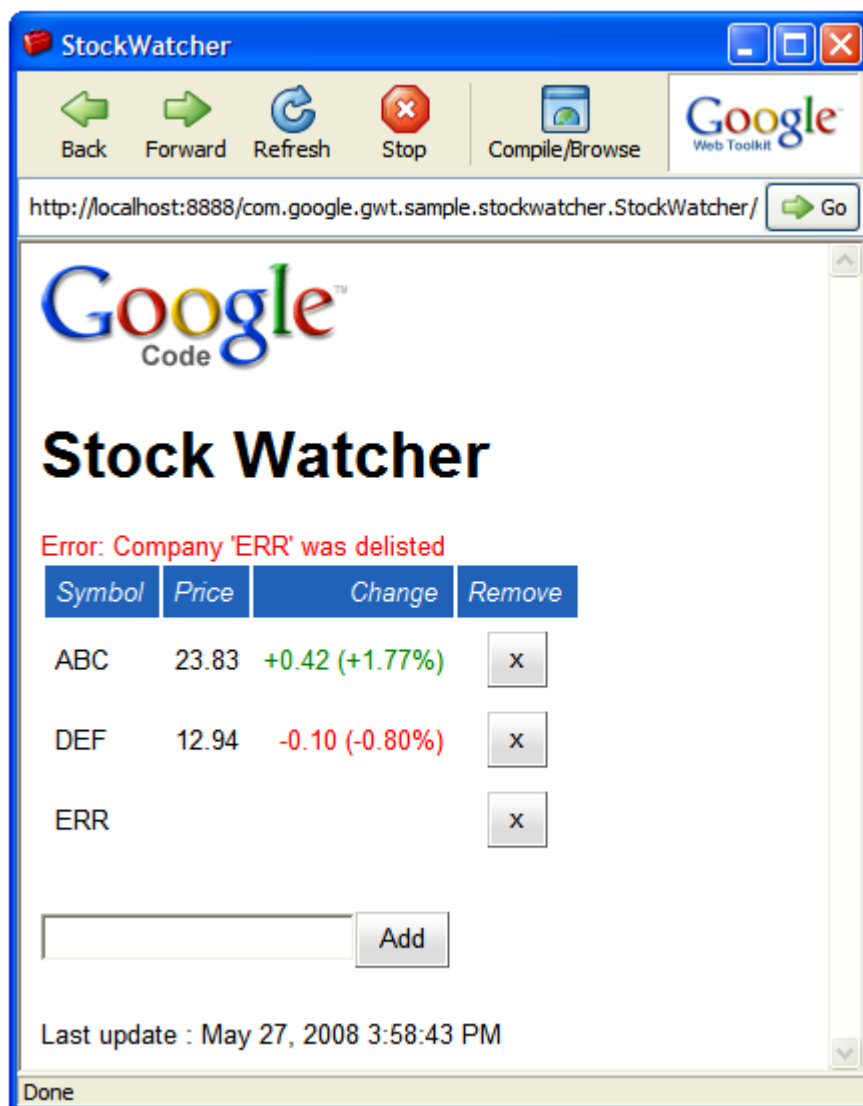 StockWatcher
Back Forward Refresh Stop Compile/Browse Google Web Toolkit
http://localhost:8888/com.google.gwt.sample.stockwatcher.StockWatcher/ Go
Google™
Code
Stock Watcher
Error: Company 'ERR' was delisted
Symbol Price Change Remove
ABC 23.83 +0.42 (+1.77%) x
DEF 12.94 -0.10 (-0.80%) x
ERR x
Add
Last update : May 27, 2008 3:58:43 PM
Done